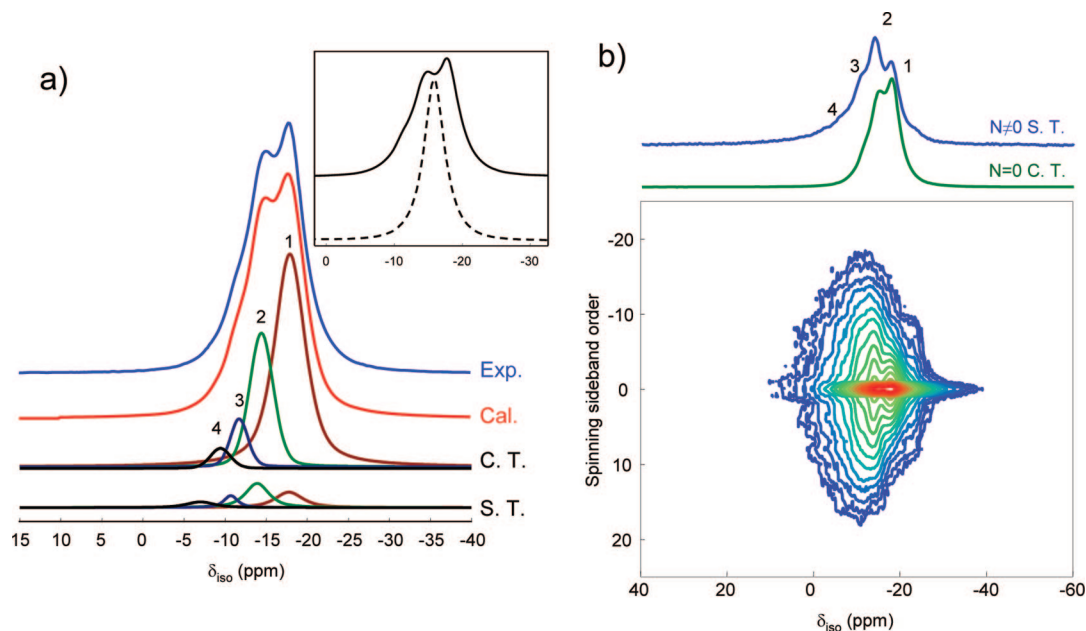 a)
0 -10 -20 -30
1
2
3
4
Exp.
Cal.
C. T.
S. T.
15 10 5 0 -5 -10 -15 -20 -25 -30 -35 -40
δiso (ppm)
b)
2
3 1
4
N≠0 S. T.
N=0 C. T.
Spinning sideband order
-20
-10
0
10
20
40 20 0 -20 -40 -60
δiso (ppm)